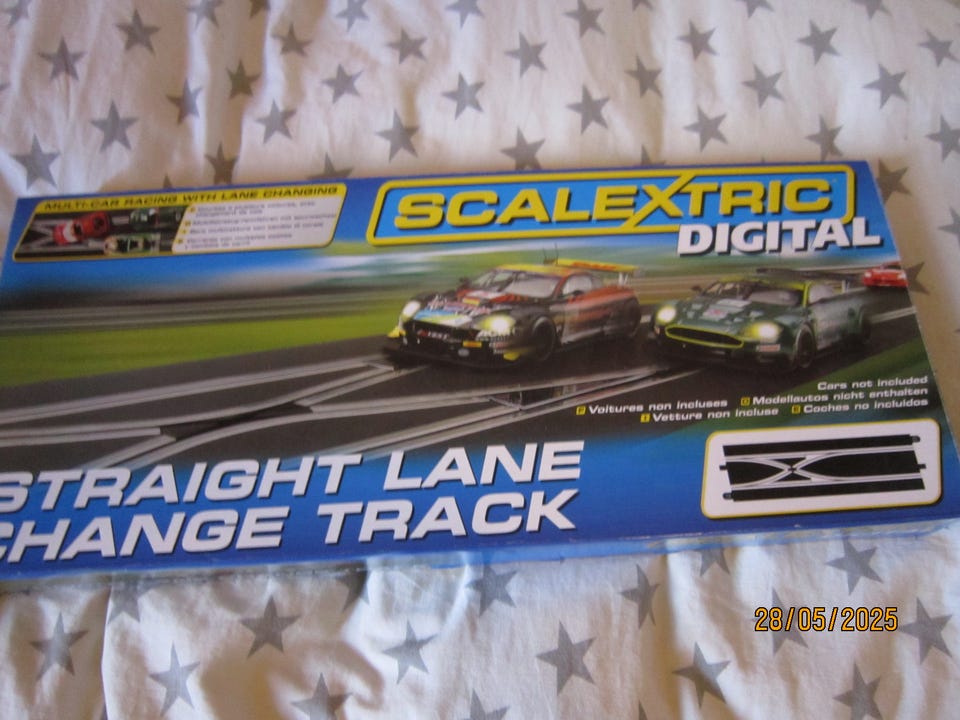 MULTI-CAR RACING WITH LANE CHANGING
SCALEXTRIC
DIGITAL
Cars not included
F Voitures non incluses D Modellautos nicht enthalten
I Vetture non incluse E Coches no incluidos
STRAIGHT LANE
CHANGE TRACK
28/05/2025